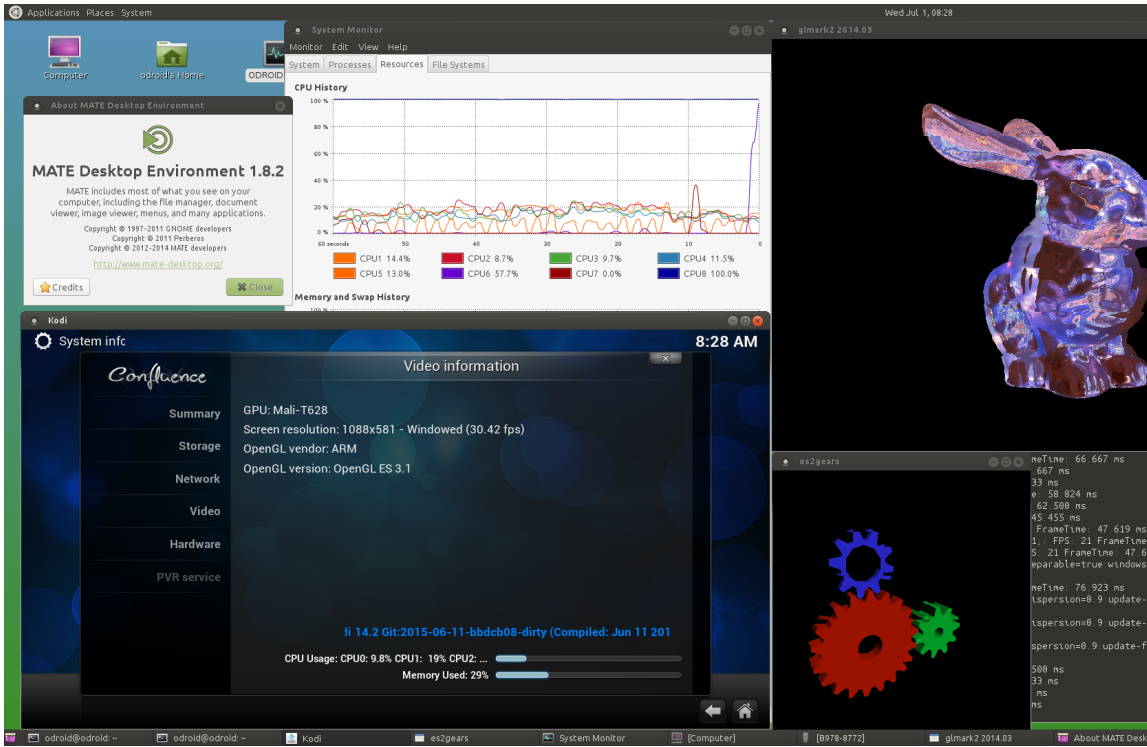 Applications Places System
Wed Jul 1, 08:28
Computer
odroid's Home
ODROID
System Monitor
Monitor Edit View Help
System Processes Resources File Systems
CPU History
100 %
80 %
60 %
40 %
20 %
0 %
60 seconds 50 40 30 20 10 0
CPU1 14.4% CPU2 8.7% CPU3 9.7% CPU4 11.5%
CPU5 13.0% CPU6 57.7% CPU7 0.0% CPU8 100.0%
Memory and Swap History
100 %
About MATE Desktop Environment
MATE Desktop Environment 1.8.2
MATE includes most of what you see on your
computer, including the file manager, document
viewer, image viewer, menus, and many applications.
Copyright © 1997-2011 GNOME developers
Copyright © 2011 Perberos
Copyright © 2012-2014 MATE developers
http://www.mate-desktop.org/
Credits
Close
glmark2 2014.03
Kodi
System info
8:28 AM
Confluence
Video information
Summary
Storage
Network
Video
Hardware
PVR service
GPU: Mali-T628
Screen resolution: 1088x581 - Windowed (30.42 fps)
OpenGL vendor: ARM
OpenGL version: OpenGL ES 3.1
14.2 Git:2015-06-11-bbdcb08-dirty (Compiled: Jun 11 201
CPU Usage: CPU0: 9.8% CPU1: 19% CPU2: ...
Memory Used: 29%
es2gears
meTime: 66.667 ms
667 ms
33 ms
e: 58.824 ms
62.500 ms
45.455 ms
FrameTime: 47.619 ms
1;: FPS: 21 FrameTime
S: 21 FrameTime: 47.6
eparable=true:windows
meTime: 76.923 ms
ispersion=0.9:update-
ispersion=0.9:update-
spersion=0.9:update-f
500 ms
33 ms
ms
ms
odroid@odroid: ~
odroid@odroid: ~
Kodi
es2gears
System Monitor
[Computer]
[B978-8772]
glmark2 2014.03
About MATE Desk